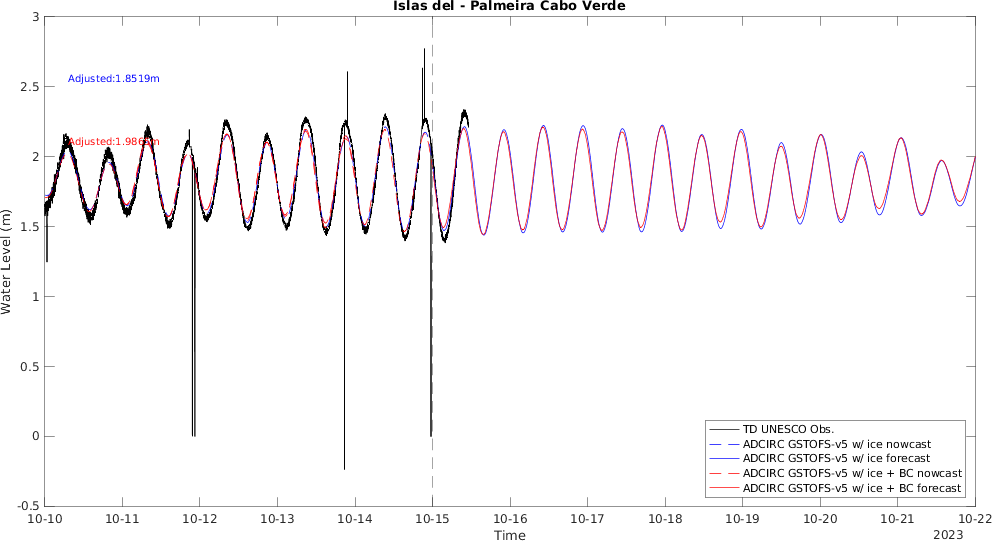 Islas del - Palmeira Cabo Verde
3
2.5
2
1.5
1
0.5
0
-0.5
Water Level (m)
Adjusted:1.8519m
Adjusted:1.986
TD UNESCO Obs.
ADCIRC GSTOFS-v5 w/ ice nowcast
ADCIRC GSTOFS-v5 w/ ice forecast
ADCIRC GSTOFS-v5 w/ ice + BC nowcast
ADCIRC GSTOFS-v5 w/ ice + BC forecast
10-10 10-11 10-12 10-13 10-14 10-15 10-16 10-17 10-18 10-19 10-20 10-21 10-22
Time
2023